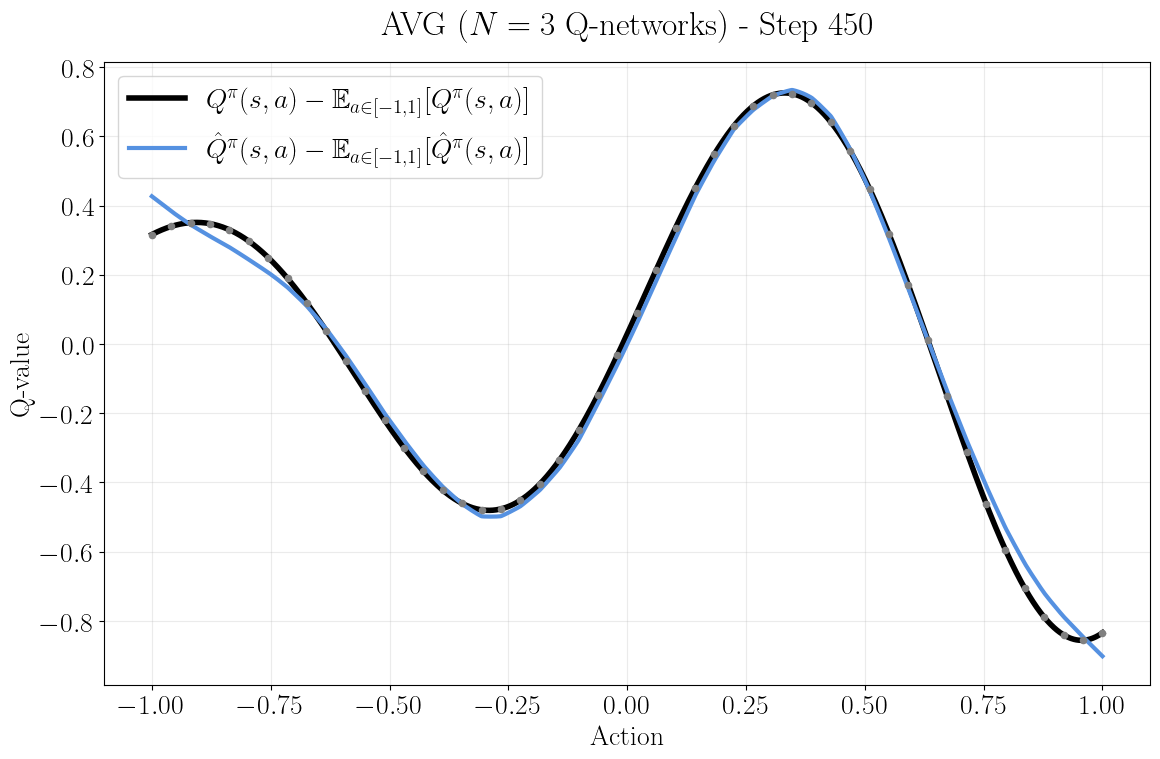 AVG (N = 3 Q-networks) - Step 450
Q^π(s, a) − 𝔼_{a∈[−1,1]}[Q^π(s, a)]
Q̂^π(s, a) − 𝔼_{a∈[−1,1]}[Q̂^π(s, a)]
Q-value
0.8
0.6
0.4
0.2
0.0
−0.2
−0.4
−0.6
−0.8
−1.00 −0.75 −0.50 −0.25 0.00 0.25 0.50 0.75 1.00
Action